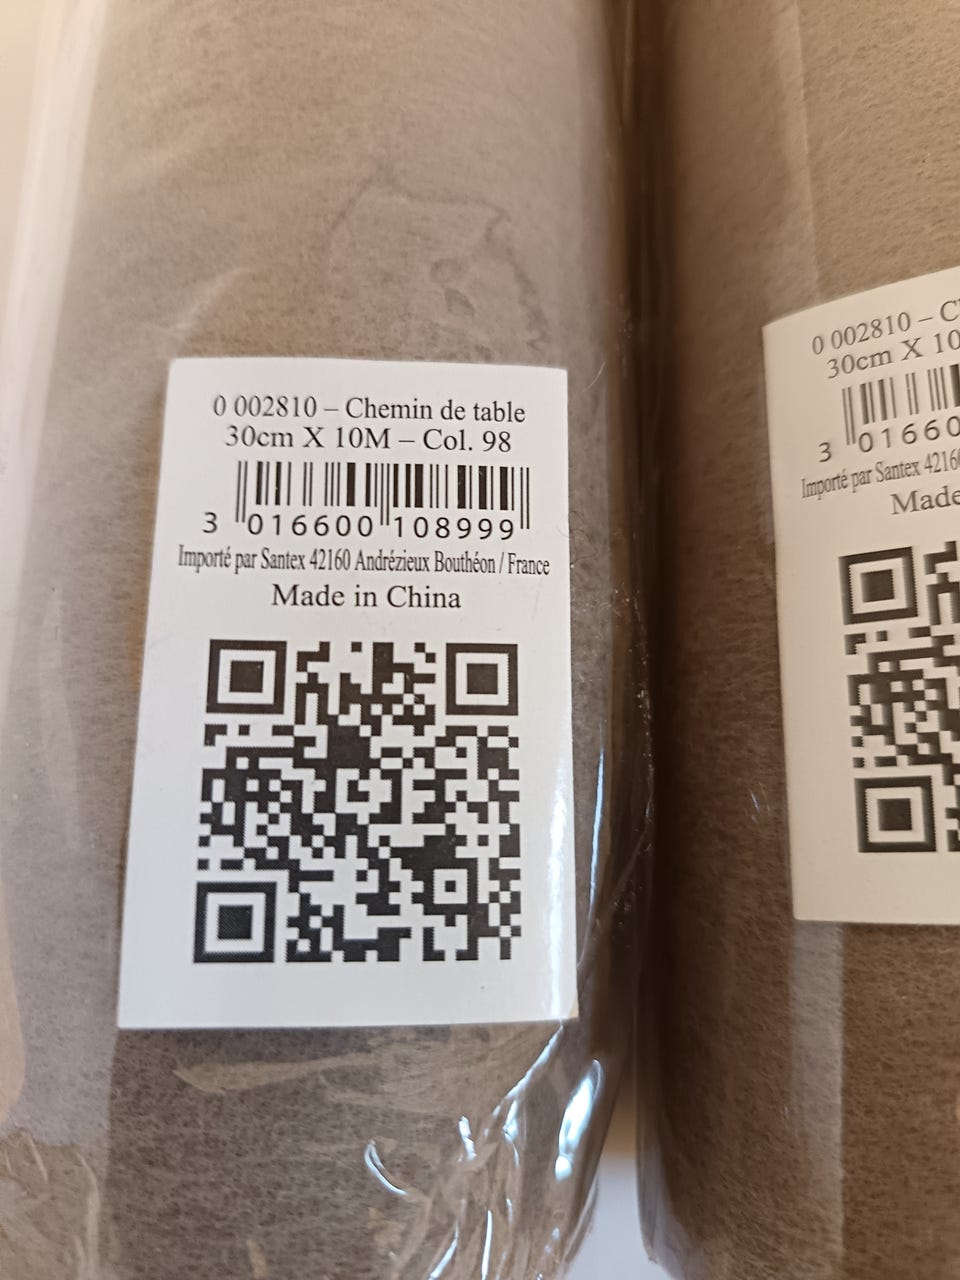 0 002810 – Chemin de table
30cm X 10M – Col. 98
3 016600 108999
Importé par Santex 42160 Andrézieux Bouthéon / France
Made in China
0 002810 –
30cm X 10
3 01660
Importé par Santex 4216
Made